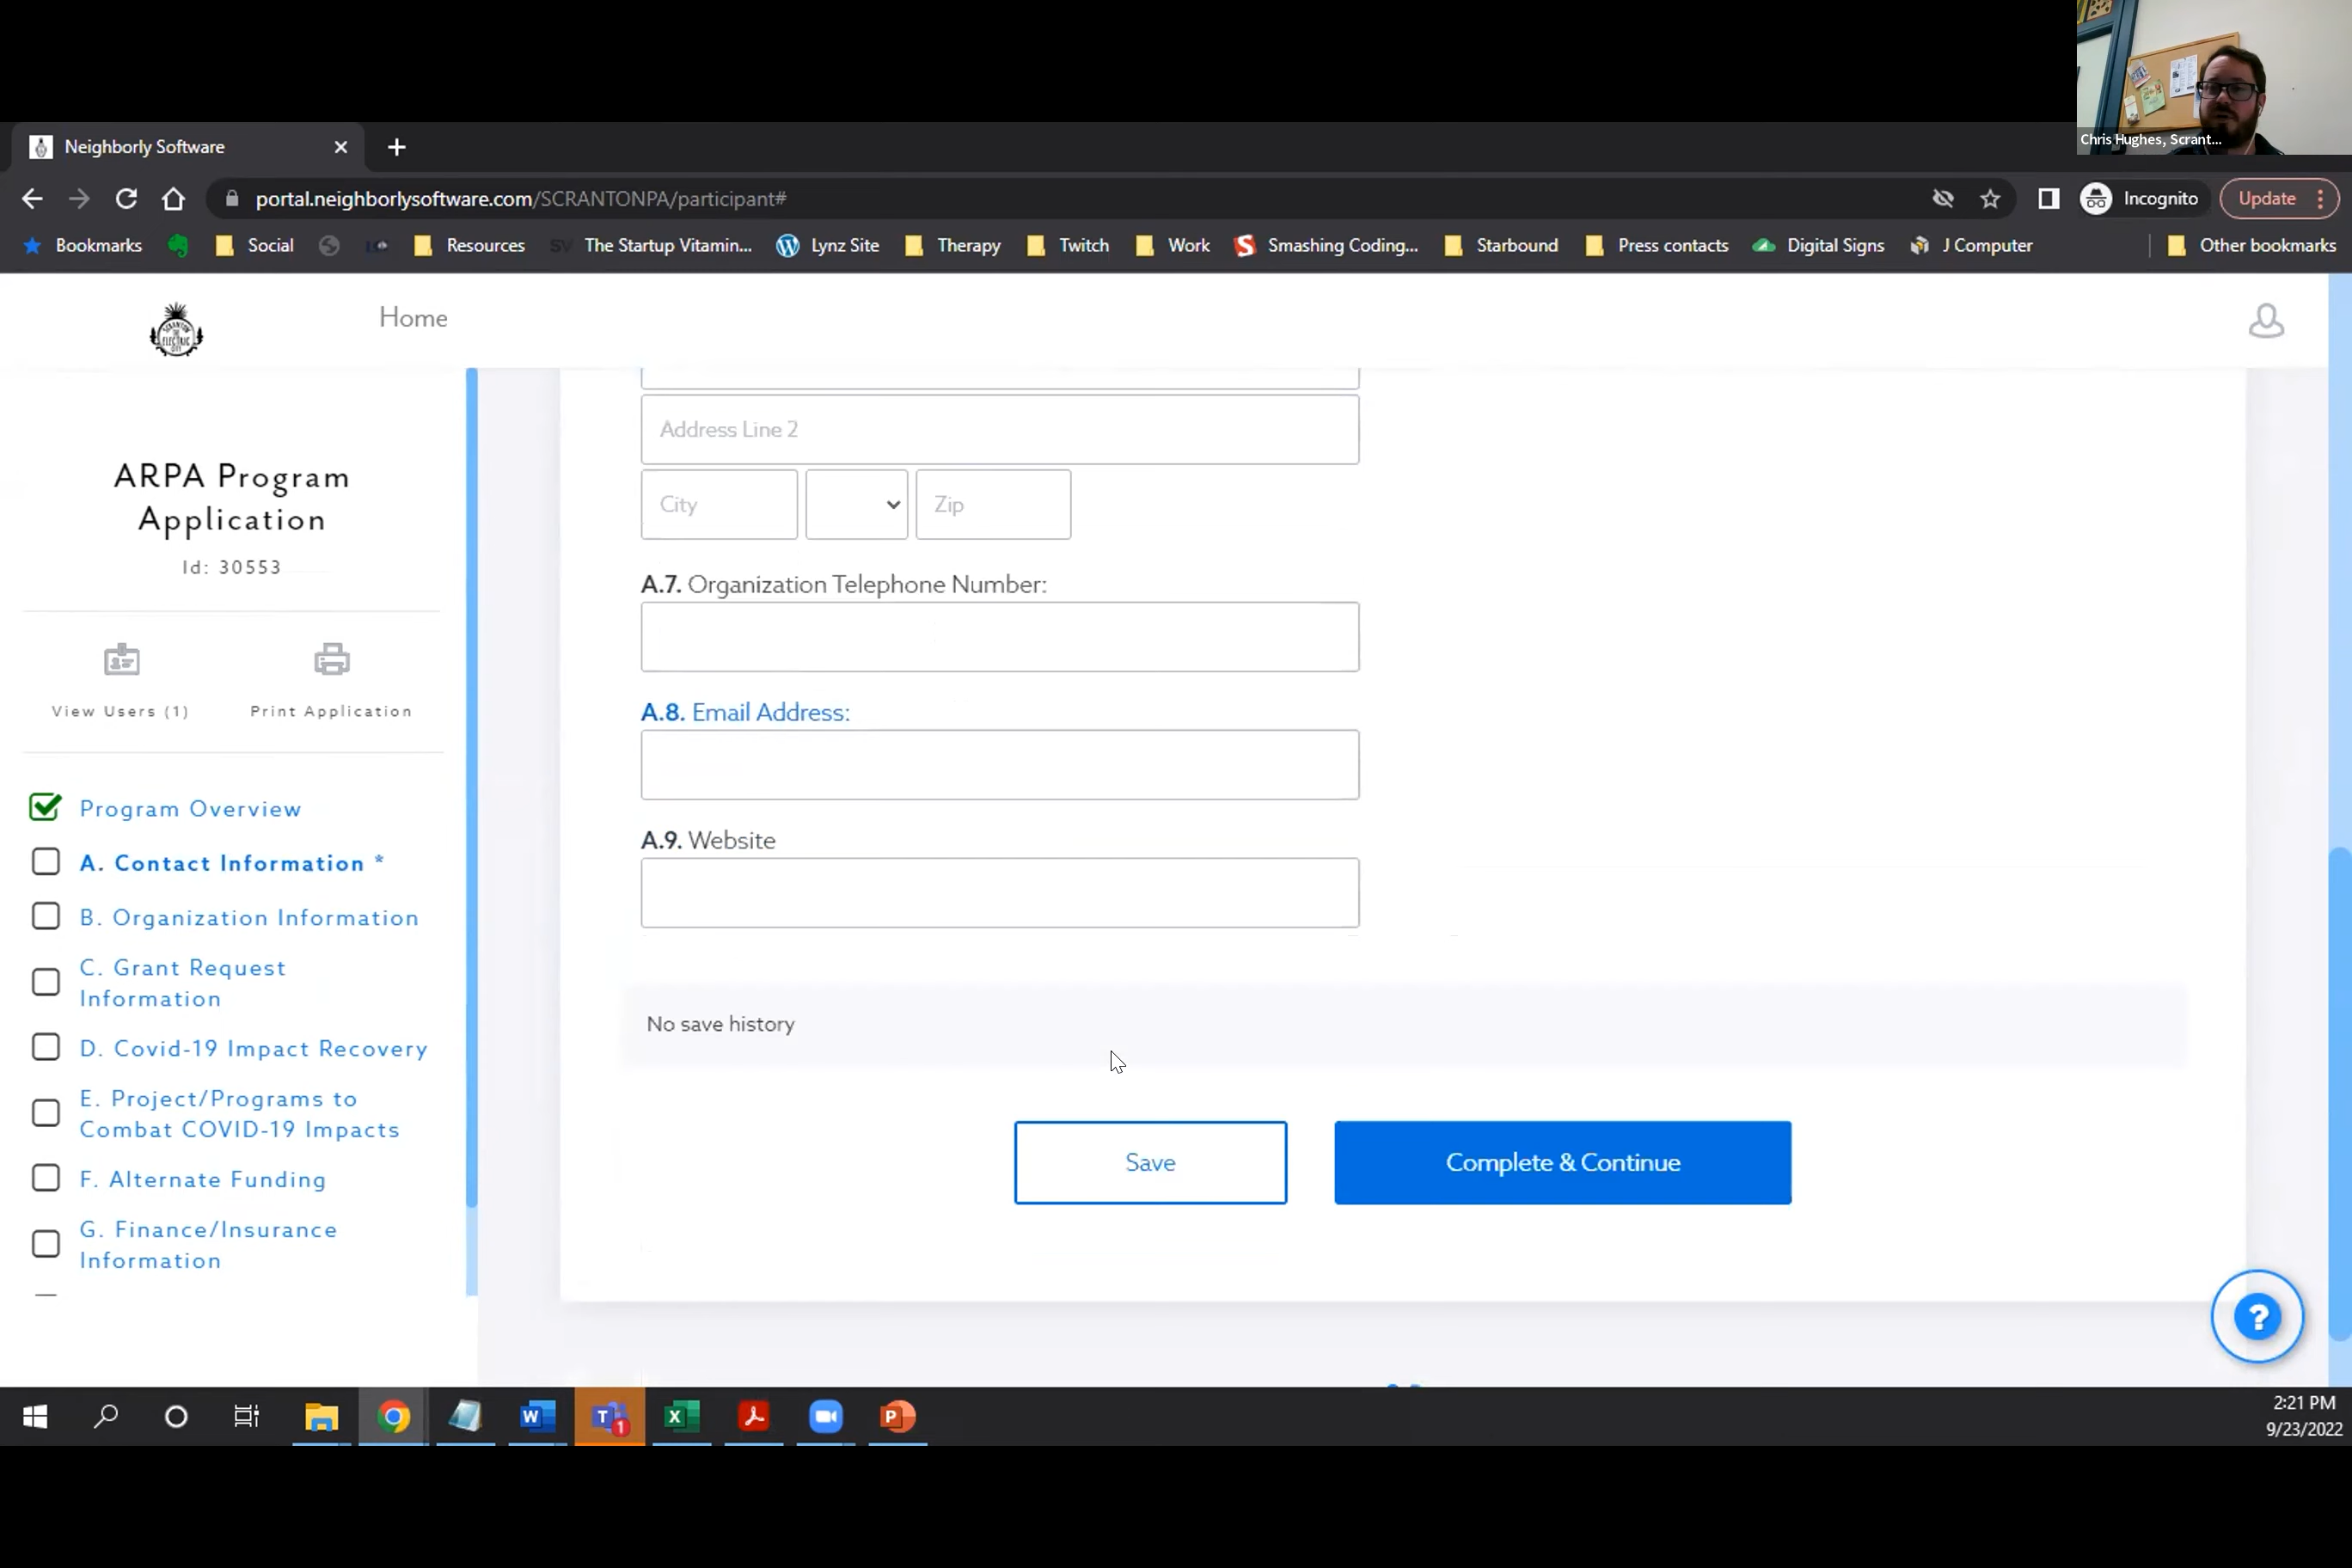 Chris Hughes, Scrant...
Neighborly Software
portal.neighborlysoftware.com/SCRANTONPA/participant#
Incognito
Update
Bookmarks
Social
Resources
The Startup Vitamin...
Lynz Site
Therapy
Twitch
Work
Smashing Coding...
Starbound
Press contacts
Digital Signs
J Computer
Other bookmarks
SCRANTON
THE
ELECTRIC
CITY
Home
ARPA Program
Application
Id: 30553
View Users (1)
Print Application
Program Overview
A. Contact Information *
B. Organization Information
C. Grant Request
Information
D. Covid-19 Impact Recovery
E. Project/Programs to
Combat COVID-19 Impacts
F. Alternate Funding
G. Finance/Insurance
Information
Address Line 2
City
Zip
A.7. Organization Telephone Number:
A.8. Email Address:
A.9. Website
No save history
Save
Complete & Continue
?
2:21 PM
9/23/2022